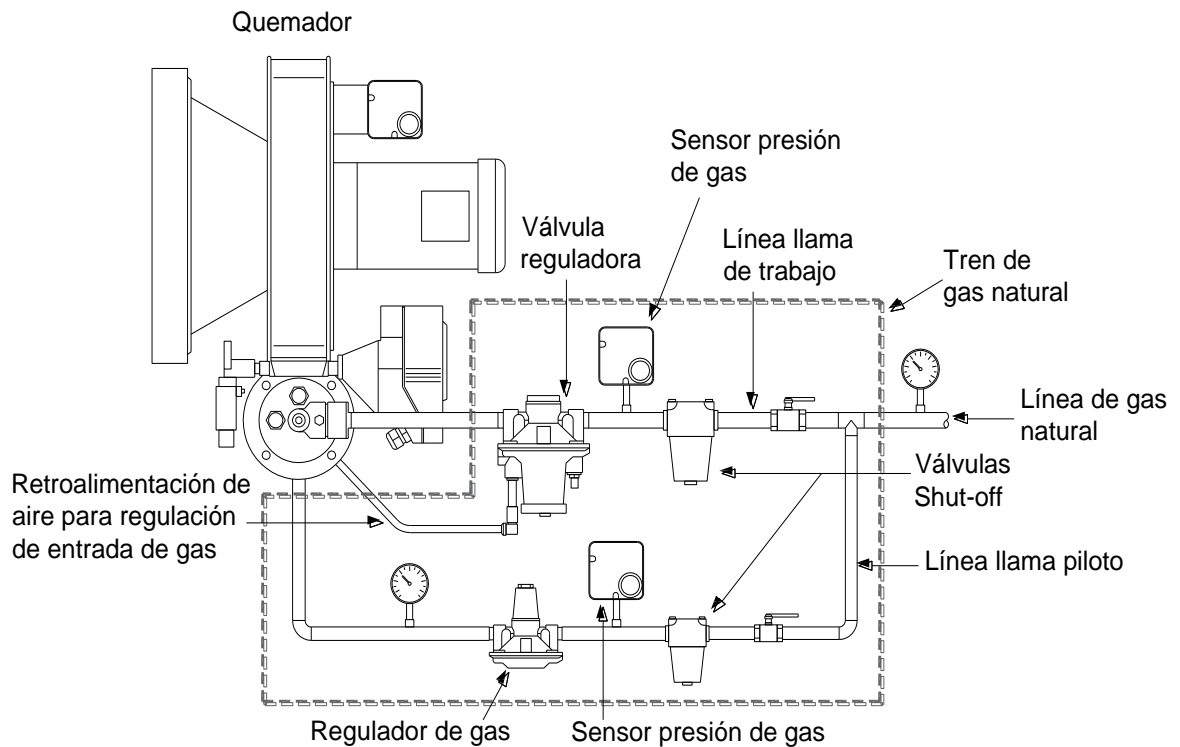 Quemador
Sensor presión
de gas
Válvula
reguladora
Línea llama
de trabajo
Tren de
gas natural
Línea de gas
natural
Válvulas
Shut-off
Retroalimentación de
aire para regulación
de entrada de gas
Línea llama piloto
Regulador de gas
Sensor presión de gas